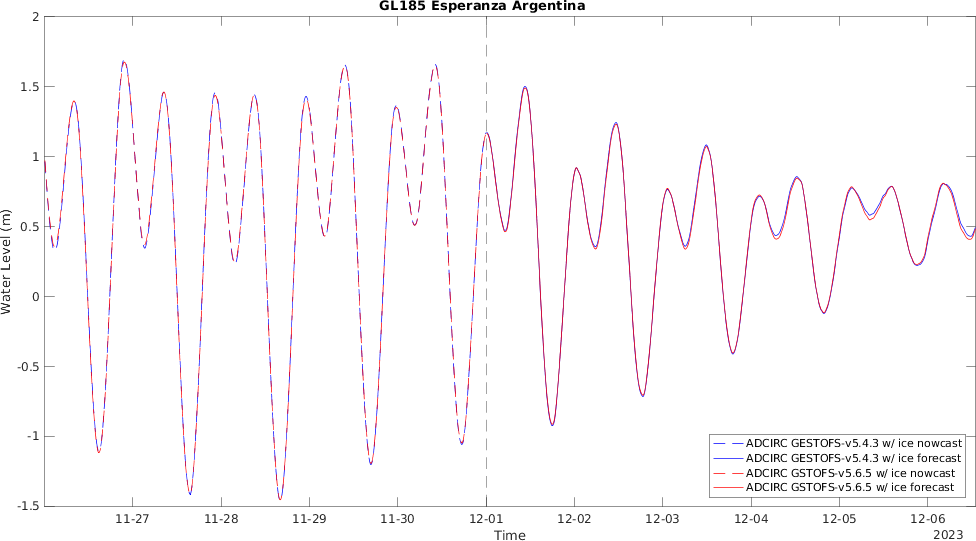 GL185 Esperanza Argentina
2
1.5
1
0.5
0
-0.5
-1
-1.5
Water Level (m)
ADCIRC GESTOFS-v5.4.3 w/ ice nowcast
ADCIRC GESTOFS-v5.4.3 w/ ice forecast
ADCIRC GSTOFS-v5.6.5 w/ ice nowcast
ADCIRC GSTOFS-v5.6.5 w/ ice forecast
11-27 11-28 11-29 11-30 12-01 12-02 12-03 12-04 12-05 12-06
Time 2023